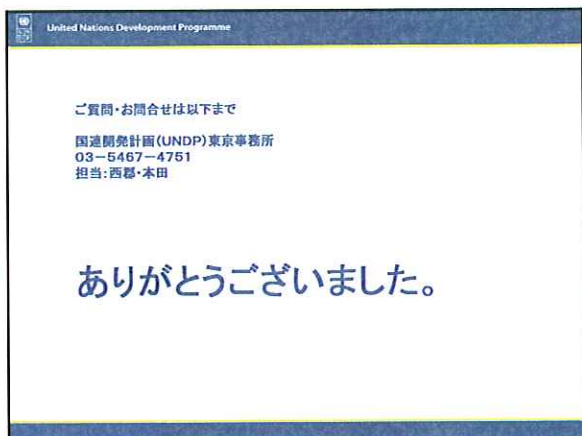 United Nations Development Programme
ご質問・お問合せは以下まで
国連開発計画(UNDP)東京事務所
03-5467-4751
担当:西郡・本田
ありがとうございました。